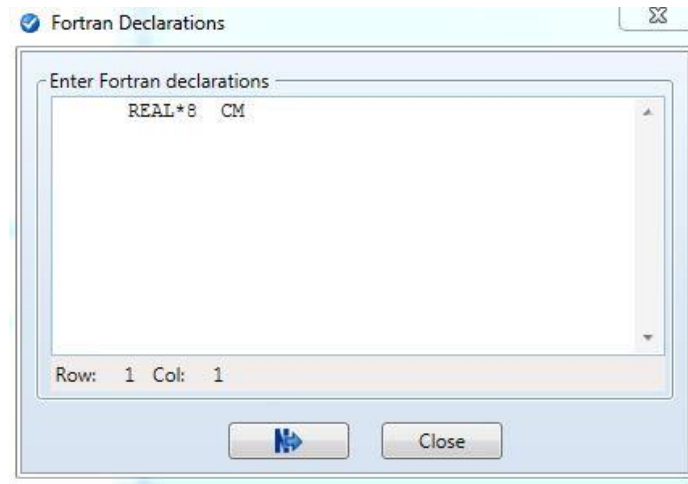 Fortran Declarations
Enter Fortran declarations
REAL*8 CM
Row: 1 Col: 1
N
Close